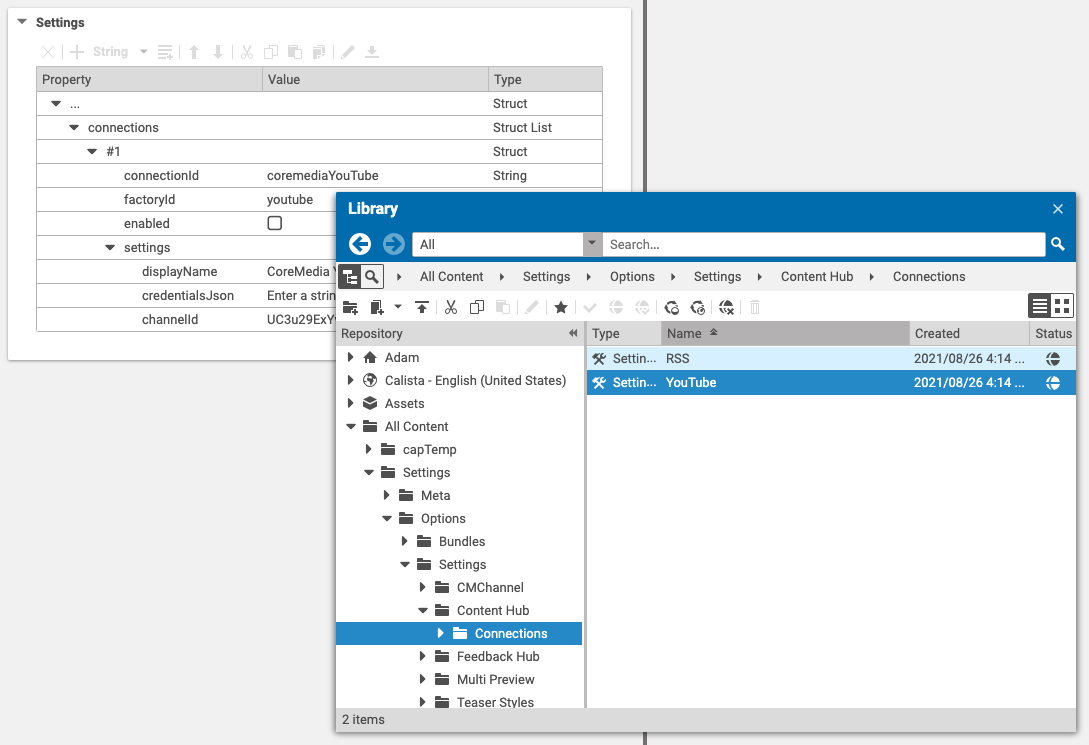 Settings
String
Property Value Type
... Struct
connections Struct List
#1 Struct
connectionId coremediaYouTube String
factoryId youtube
enabled
settings
displayName CoreMedia
credentialsJson Enter a strin
channelId UC3u29ExY
Library
All Search...
All Content Settings Options Settings Content Hub Connections
Repository
Adam
Calista - English (United States)
Assets
All Content
capTemp
Settings
Meta
Options
Bundles
Settings
CMChannel
Content Hub
Connections
Feedback Hub
Multi Preview
Teaser Styles
Type Name Created Status
Settin... RSS 2021/08/26 4:14 ...
Settin... YouTube 2021/08/26 4:14 ...
2 items